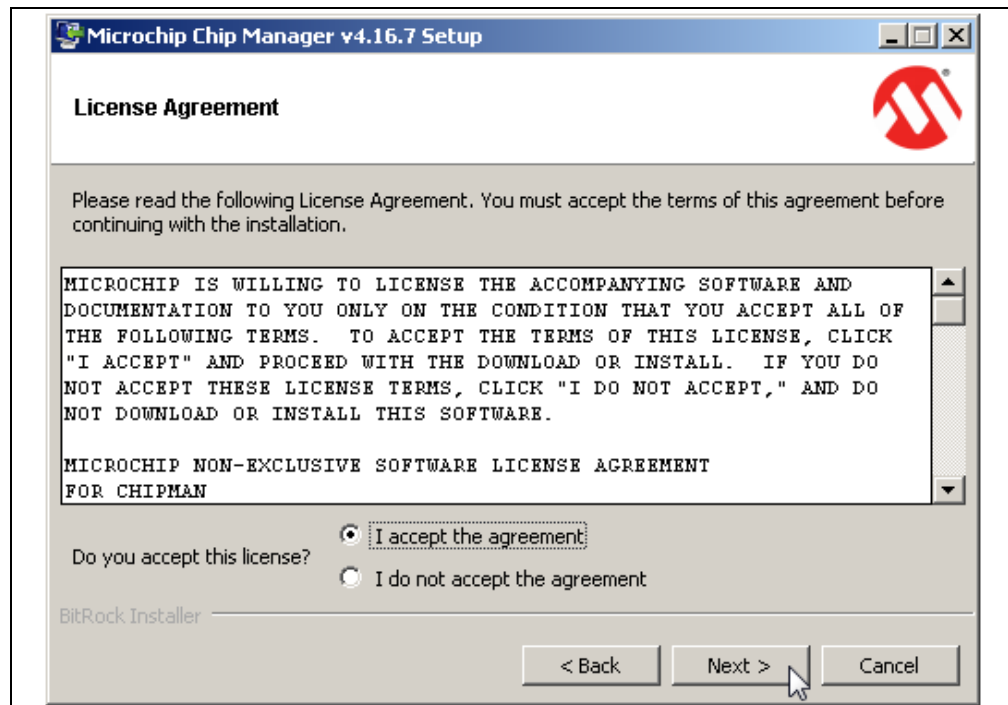 Microchip Chip Manager v4.16.7 Setup
License Agreement
Please read the following License Agreement. You must accept the terms of this agreement before
continuing with the installation.
MICROCHIP IS WILLING TO LICENSE THE ACCOMPANYING SOFTWARE AND
DOCUMENTATION TO YOU ONLY ON THE CONDITION THAT YOU ACCEPT ALL OF
THE FOLLOWING TERMS.  TO ACCEPT THE TERMS OF THIS LICENSE, CLICK
"I ACCEPT" AND PROCEED WITH THE DOWNLOAD OR INSTALL.  IF YOU DO
NOT ACCEPT THESE LICENSE TERMS, CLICK "I DO NOT ACCEPT," AND DO
NOT DOWNLOAD OR INSTALL THIS SOFTWARE.
MICROCHIP NON-EXCLUSIVE SOFTWARE LICENSE AGREEMENT
FOR CHIPMAN
Do you accept this license?
I accept the agreement
I do not accept the agreement
BitRock Installer
< Back Next > Cancel